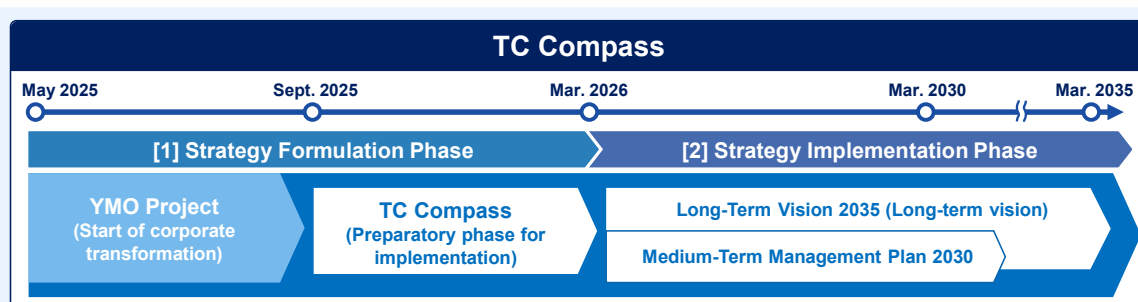 TC Compass
May 2025
Sept. 2025
Mar. 2026
Mar. 2030
Mar. 2035
[1] Strategy Formulation Phase
[2] Strategy Implementation Phase
YMO Project
(Start of corporate
transformation)
TC Compass
(Preparatory phase for
implementation)
Long-Term Vision 2035 (Long-term vision)
Medium-Term Management Plan 2030